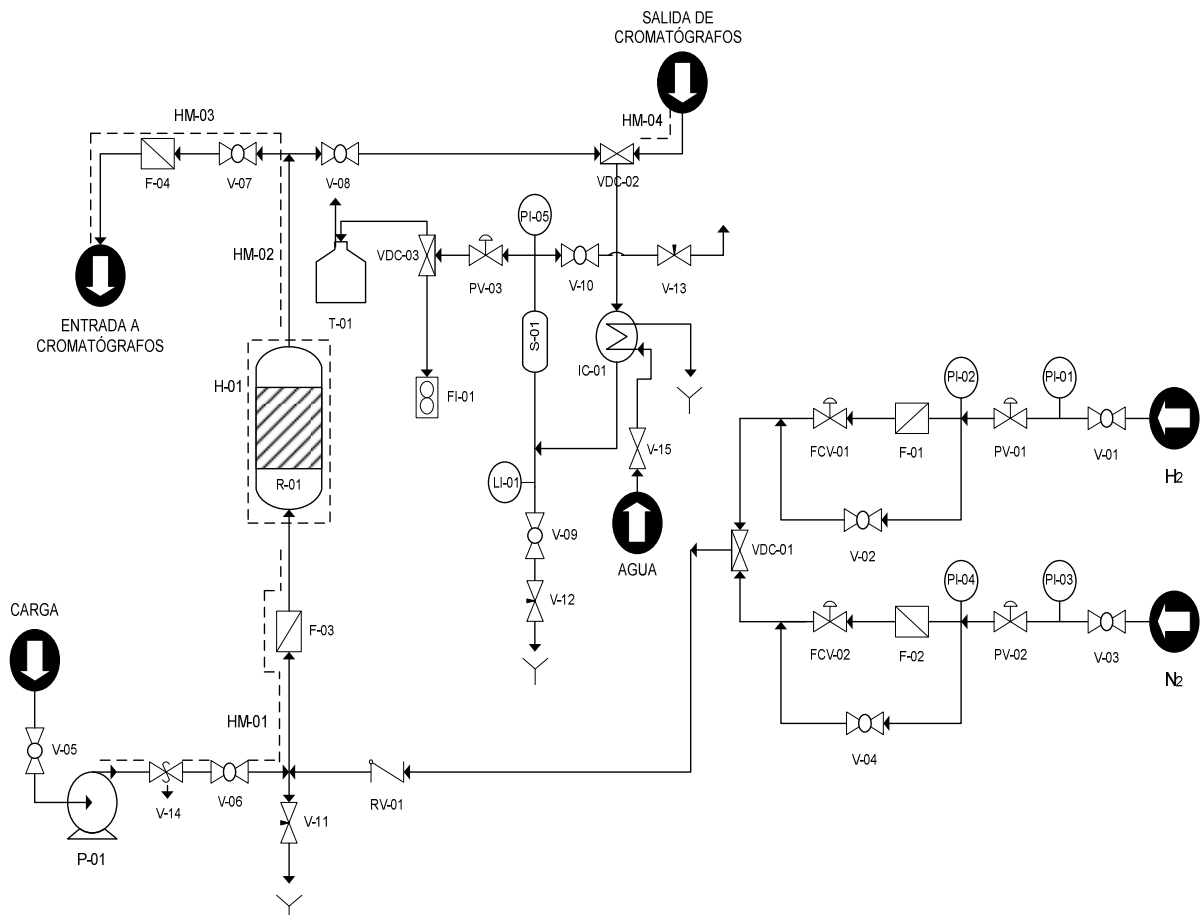 SALIDA DE
CROMATÓGRAFOS
HM-03
HM-04
F-04
V-07
V-08
VDC-02
PI-05
HM-02
VDC-03
PV-03
V-10
V-13
T-01
ENTRADA A
CROMATÓGRAFOS
S-01
IC-01
H-01
FI-01
PI-02
PI-01
V-15
FCV-01
F-01
PV-01
V-01
H2
R-01
LI-01
V-09
AGUA
V-02
VDC-01
PI-04
PI-03
V-12
CARGA
F-03
FCV-02
F-02
PV-02
V-03
N2
HM-01
V-05
V-04
V-14
V-06
RV-01
V-11
P-01